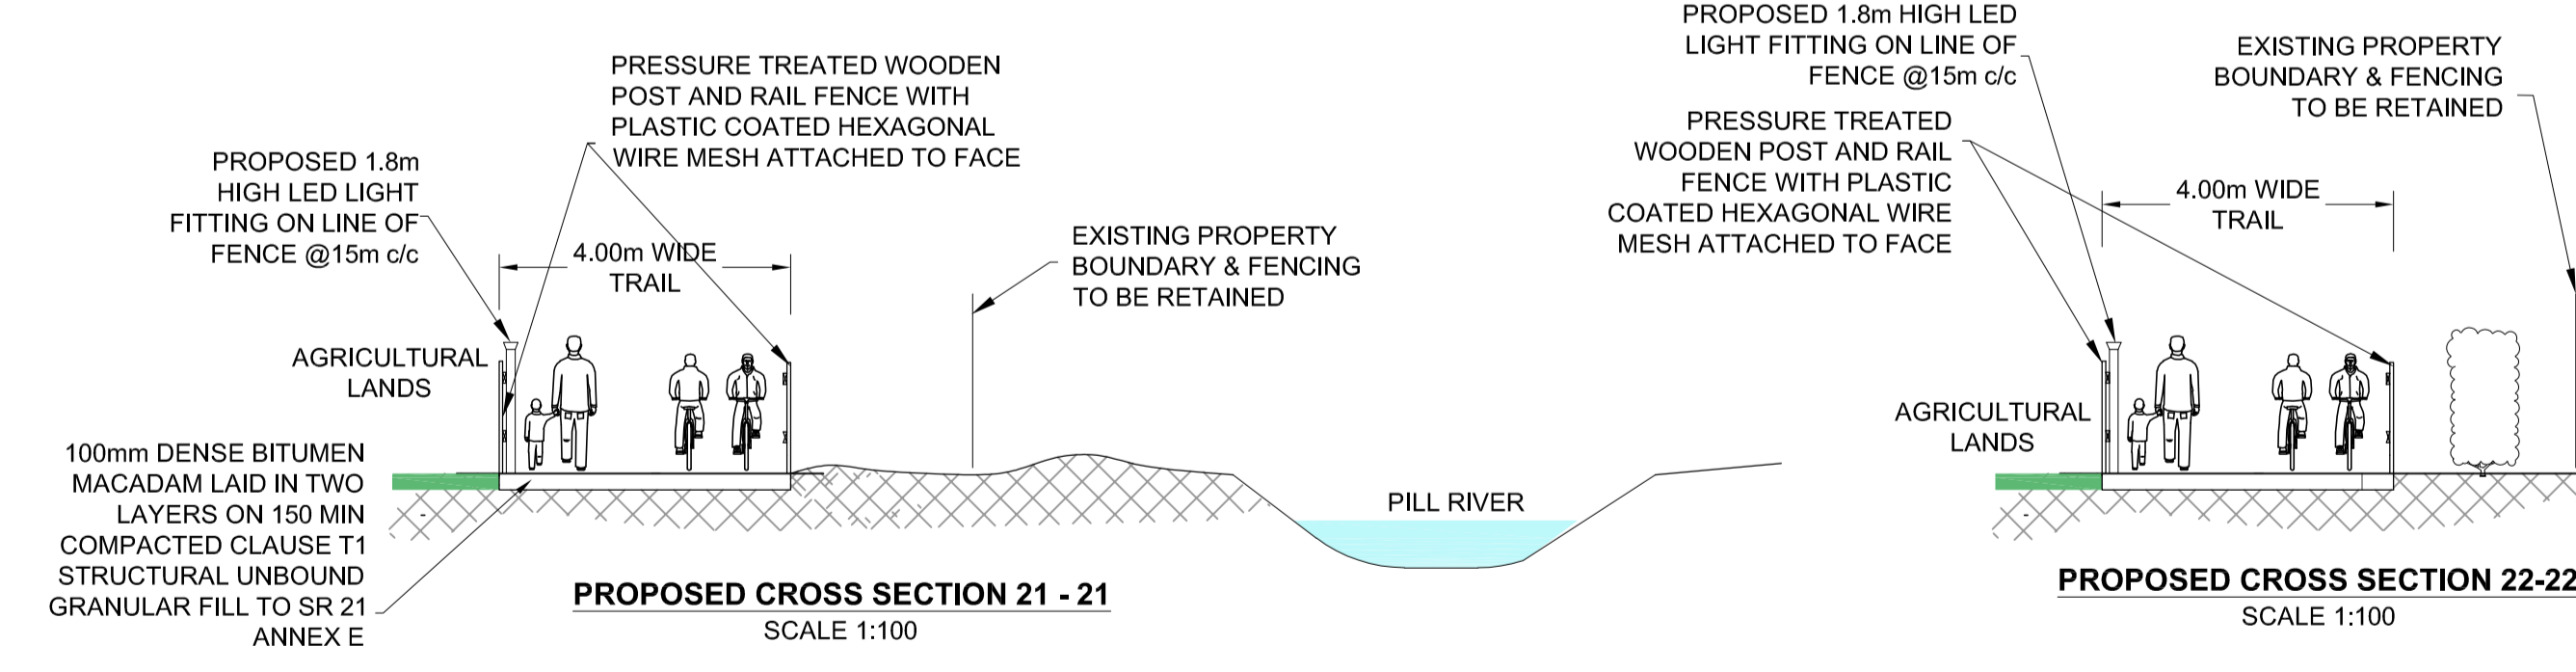 PRESSURE TREATED WOODEN
POST AND RAIL FENCE WITH
PLASTIC COATED HEXAGONAL
WIRE MESH ATTACHED TO FACE
PROPOSED 1.8m
HIGH LED LIGHT
FITTING ON LINE OF
FENCE @15m c/c
4.00m WIDE
TRAIL
EXISTING PROPERTY
BOUNDARY & FENCING
TO BE RETAINED
AGRICULTURAL
LANDS
100mm DENSE BITUMEN
MACADAM LAID IN TWO
LAYERS ON 150 MIN
COMPACTED CLAUSE T1
STRUCTURAL UNBOUND
GRANULAR FILL TO SR 21
ANNEX E
PILL RIVER
PROPOSED CROSS SECTION 21 - 21
SCALE 1:100
PROPOSED 1.8m HIGH LED
LIGHT FITTING ON LINE OF
FENCE @15m c/c
PRESSURE TREATED
WOODEN POST AND RAIL
FENCE WITH PLASTIC
COATED HEXAGONAL WIRE
MESH ATTACHED TO FACE
EXISTING PROPERTY
BOUNDARY & FENCING
TO BE RETAINED
4.00m WIDE
TRAIL
AGRICULTURAL
LANDS
PROPOSED CROSS SECTION 22-22
SCALE 1:100